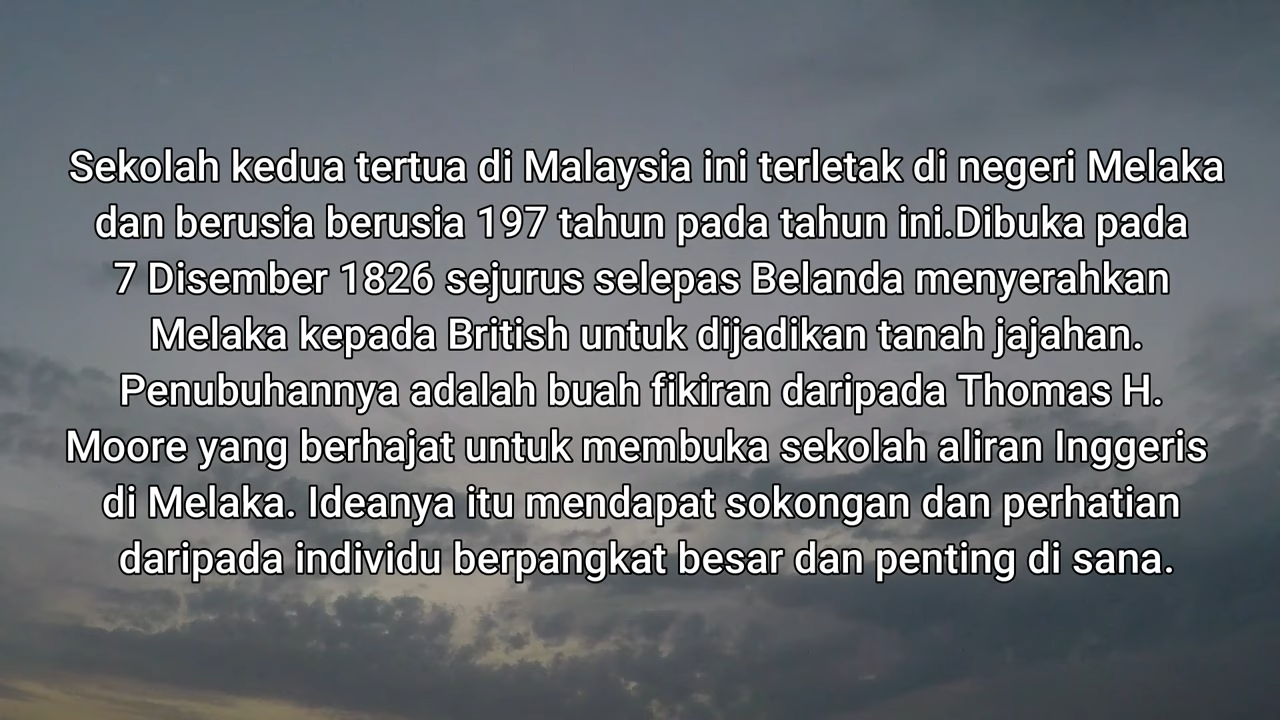 Sekolah kedua tertua di Malaysia ini terletak di negeri Melaka
dan berusia berusia 197 tahun pada tahun ini.Dibuka pada
7 Disember 1826 sejurus selepas Belanda menyerahkan
Melaka kepada British untuk dijadikan tanah jajahan.
Penubuhannya adalah buah fikiran daripada Thomas H.
Moore yang berhajat untuk membuka sekolah aliran Inggeris
di Melaka. Ideanya itu mendapat sokongan dan perhatian
daripada individu berpangkat besar dan penting di sana.